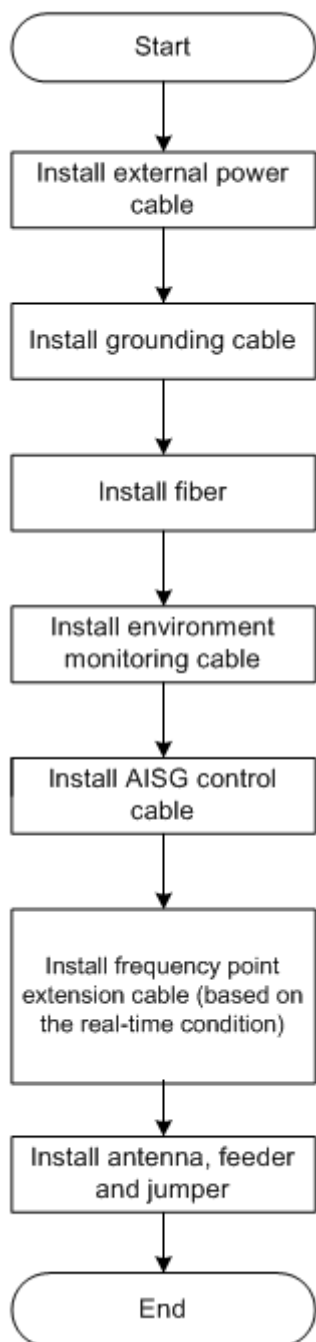 Start
Install external power
cable
Install grounding cable
Install fiber
Install environment
monitoring cable
Install AISG control
cable
Install frequency point
extension cable (based on
the real-time condition)
Install antenna, feeder
and jumper
End